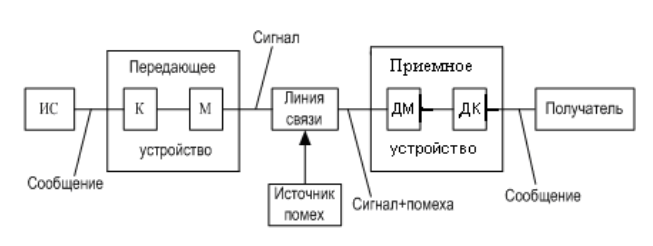 Сигнал
Передающее
Приемное
ИС
К
М
Линия
связи
ДМ
ДК
Получатель
устройство
устройство
Сообщение
Источник
помех
Сигнал+помеха
Сообщение